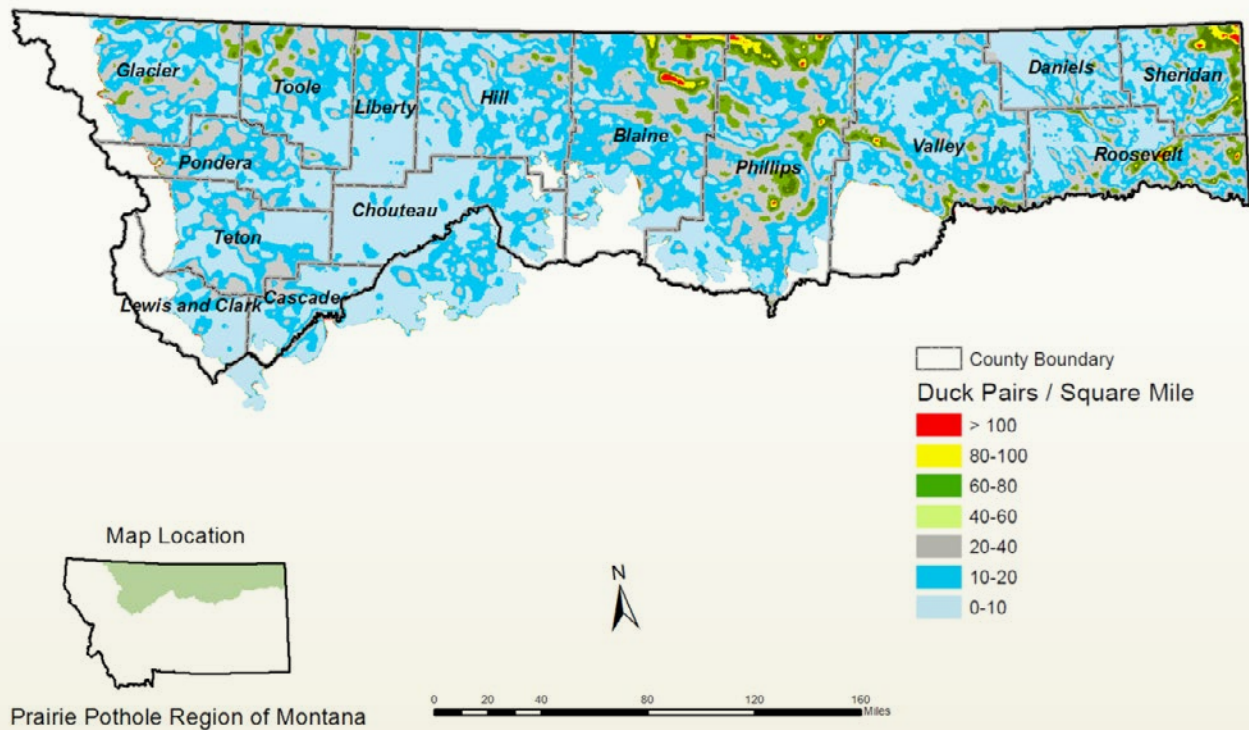 Glacier
Toole
Liberty
Hill
Blaine
Phillips
Valley
Daniels
Sheridan
Roosevelt
Pondera
Chouteau
Teton
Lewis and Clark
Cascade
County Boundary
Duck Pairs / Square Mile
> 100
80-100
60-80
40-60
20-40
10-20
0-10
Map Location
N
0 20 40 80 120 160
Miles
Prairie Pothole Region of Montana